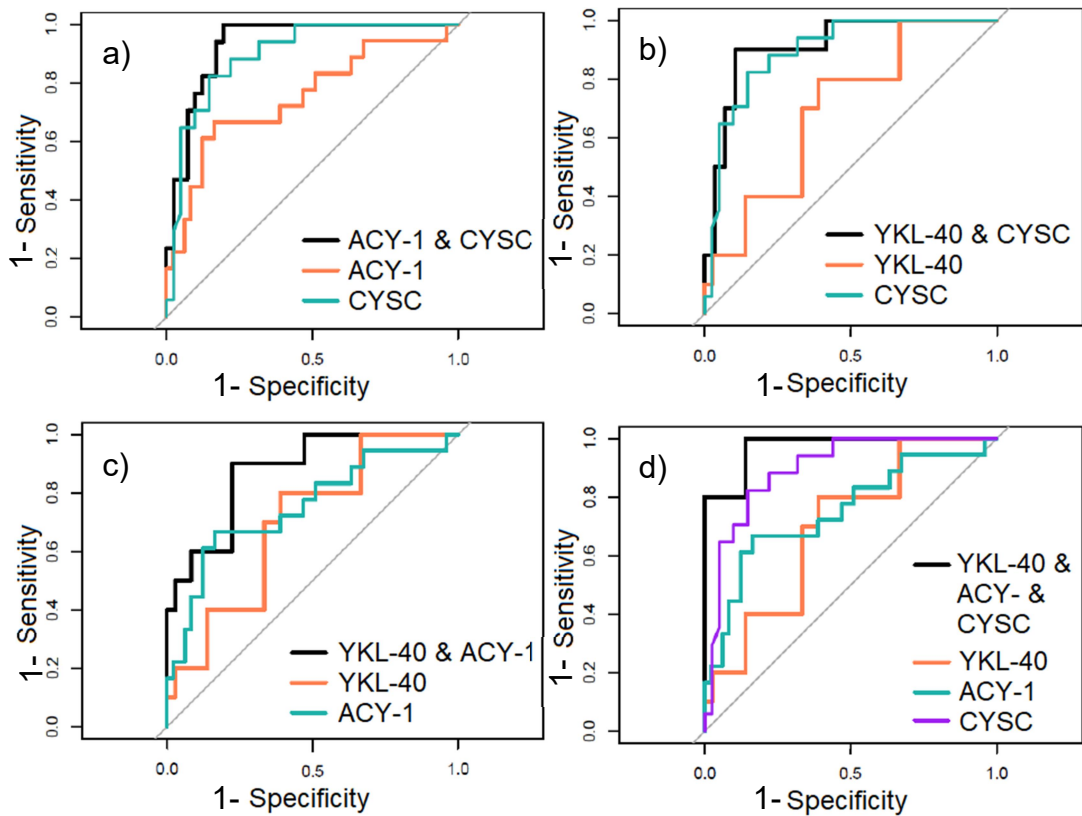 a)
1- Sensitivity
0.0 0.2 0.4 0.6 0.8 1.0
ACY-1 & CYSC
ACY-1
CYSC
0.0 0.5 1.0
1- Specificity
b)
1- Sensitivity
0.0 0.2 0.4 0.6 0.8 1.0
YKL-40 & CYSC
YKL-40
CYSC
0.0 0.5 1.0
1- Specificity
c)
1- Sensitivity
0.0 0.2 0.4 0.6 0.8 1.0
YKL-40 & ACY-1
YKL-40
ACY-1
0.0 0.5 1.0
1- Specificity
d)
1- Sensitivity
0.0 0.2 0.4 0.6 0.8 1.0
YKL-40 &
ACY- &
CYSC
YKL-40
ACY-1
CYSC
0.0 0.5 1.0
1- Specificity